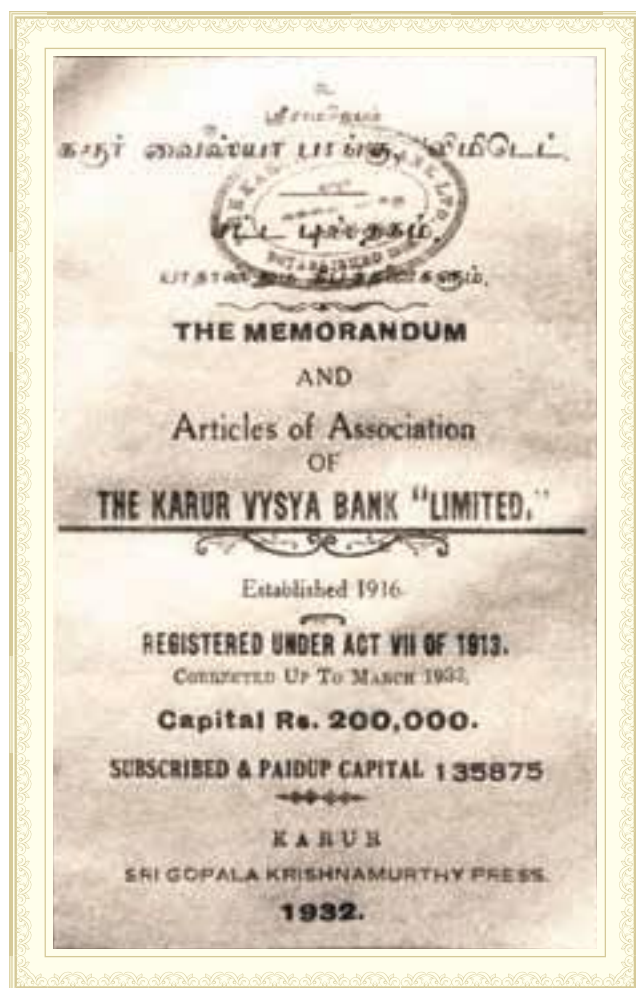 உ
ஸ்ரீராமஜெயம்
கரூர் வைஸ்யா பாங்கு, "லிமிடெட்."
சட்ட புஸ்தகம்,
THE MEMORANDUM
AND
Articles of Association
OF
THE KARUR VYSYA BANK "LIMITED."
Established 1916.
REGISTERED UNDER ACT VII OF 1913.
CORRECTED UP TO MARCH 1932.
Capital Rs. 200,000.
SUBSCRIBED & PAIDUP CAPITAL 135875
KARUR
SRI GOPALA KRISHNAMURTHY PRESS.
1932.